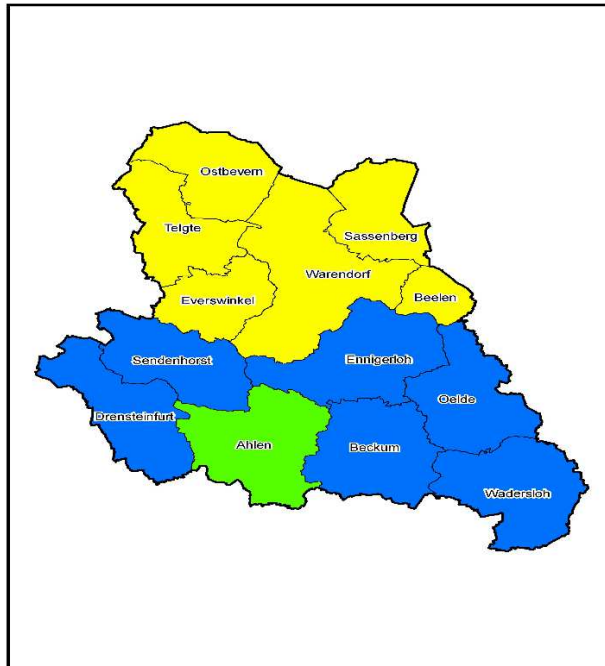 Ostbevern
Telgte
Sassenberg
Warendorf
Everswinkel
Beelen
Sendenhorst
Ennigerloh
Oelde
Drensteinfurt
Ahlen
Beckum
Wadersloh